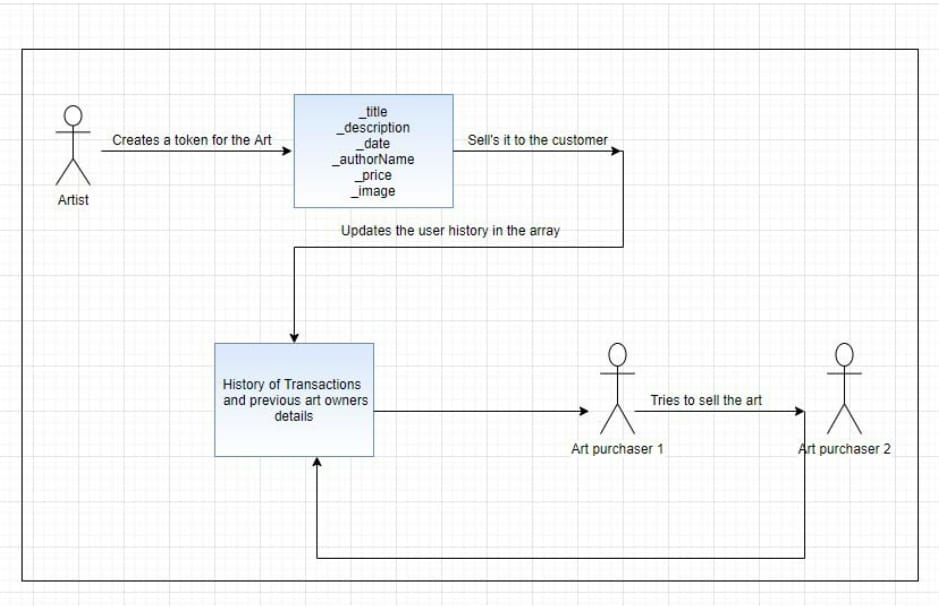 Creates a token for the Art
Artist
_title
_description
_date
_authorName
_price
_image
Sell's it to the customer
Updates the user history in the array
History of Transactions
and previous art owners
details
Art purchaser 1
Tries to sell the art
Art purchaser 2